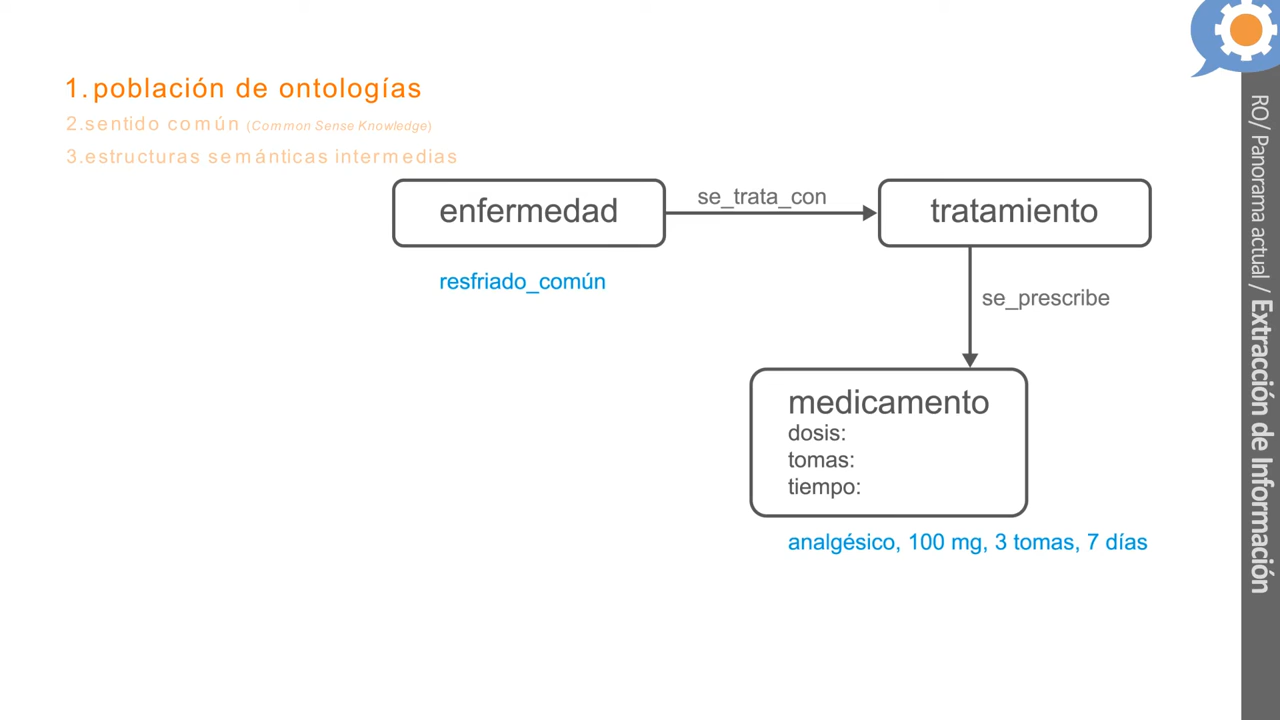 1. población de ontologías
2.sentido común (Common Sense Knowledge)
3.estructuras semánticas intermedias
enfermedad
se_trata_con
tratamiento
resfriado_común
se_prescribe
medicamento
dosis:
tomas:
tiempo:
analgésico, 100 mg, 3 tomas, 7 días
RO/ Panorama actual / Extracción de Información